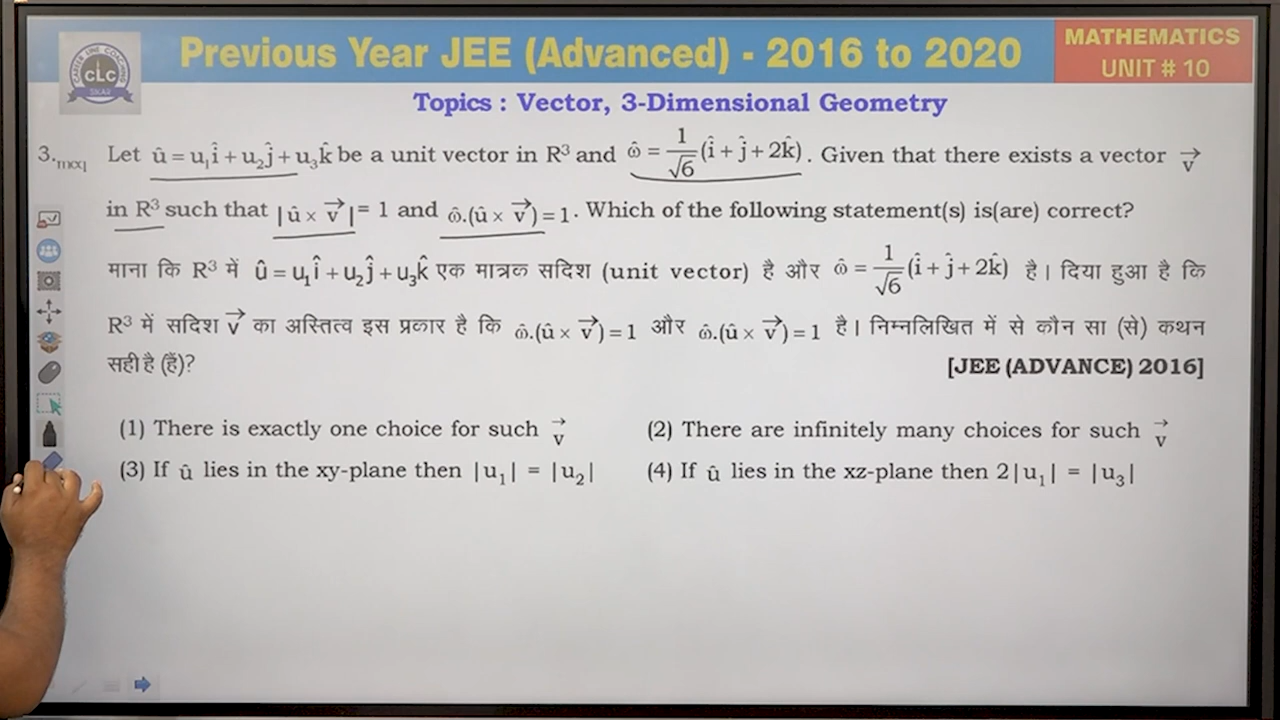 Previous Year JEE (Advanced) - 2016 to 2020
MATHEMATICS
UNIT # 10
CAREER LINE COACHING
CLC
SIKAR
Topics : Vector, 3-Dimensional Geometry
3.mcq Let û = u₁î + u₂ĵ + u₃k̂ be a unit vector in R³ and ω̂ = 1/√6 (î + ĵ + 2k̂) . Given that there exists a vector v⃗
in R³ such that |û × v⃗| = 1 and ω̂.(û × v⃗) = 1. Which of the following statement(s) is(are) correct?
माना कि R³ में û = u₁î + u₂ĵ + u₃k̂ एक मात्रक सदिश (unit vector) है और ω̂ = 1/√6 (î + ĵ + 2k̂) है। दिया हुआ है कि
R³ में सदिश v⃗ का अस्तित्व इस प्रकार है कि ω̂.(û × v⃗) = 1 और ω̂.(û × v⃗) = 1 है। निम्नलिखित में से कौन सा (से) कथन
सही है (हैं)?
[JEE (ADVANCE) 2016]
(1) There is exactly one choice for such v⃗
(2) There are infinitely many choices for such v⃗
(3) If û lies in the xy-plane then |u₁| = |u₂|
(4) If û lies in the xz-plane then 2|u₁| = |u₃|